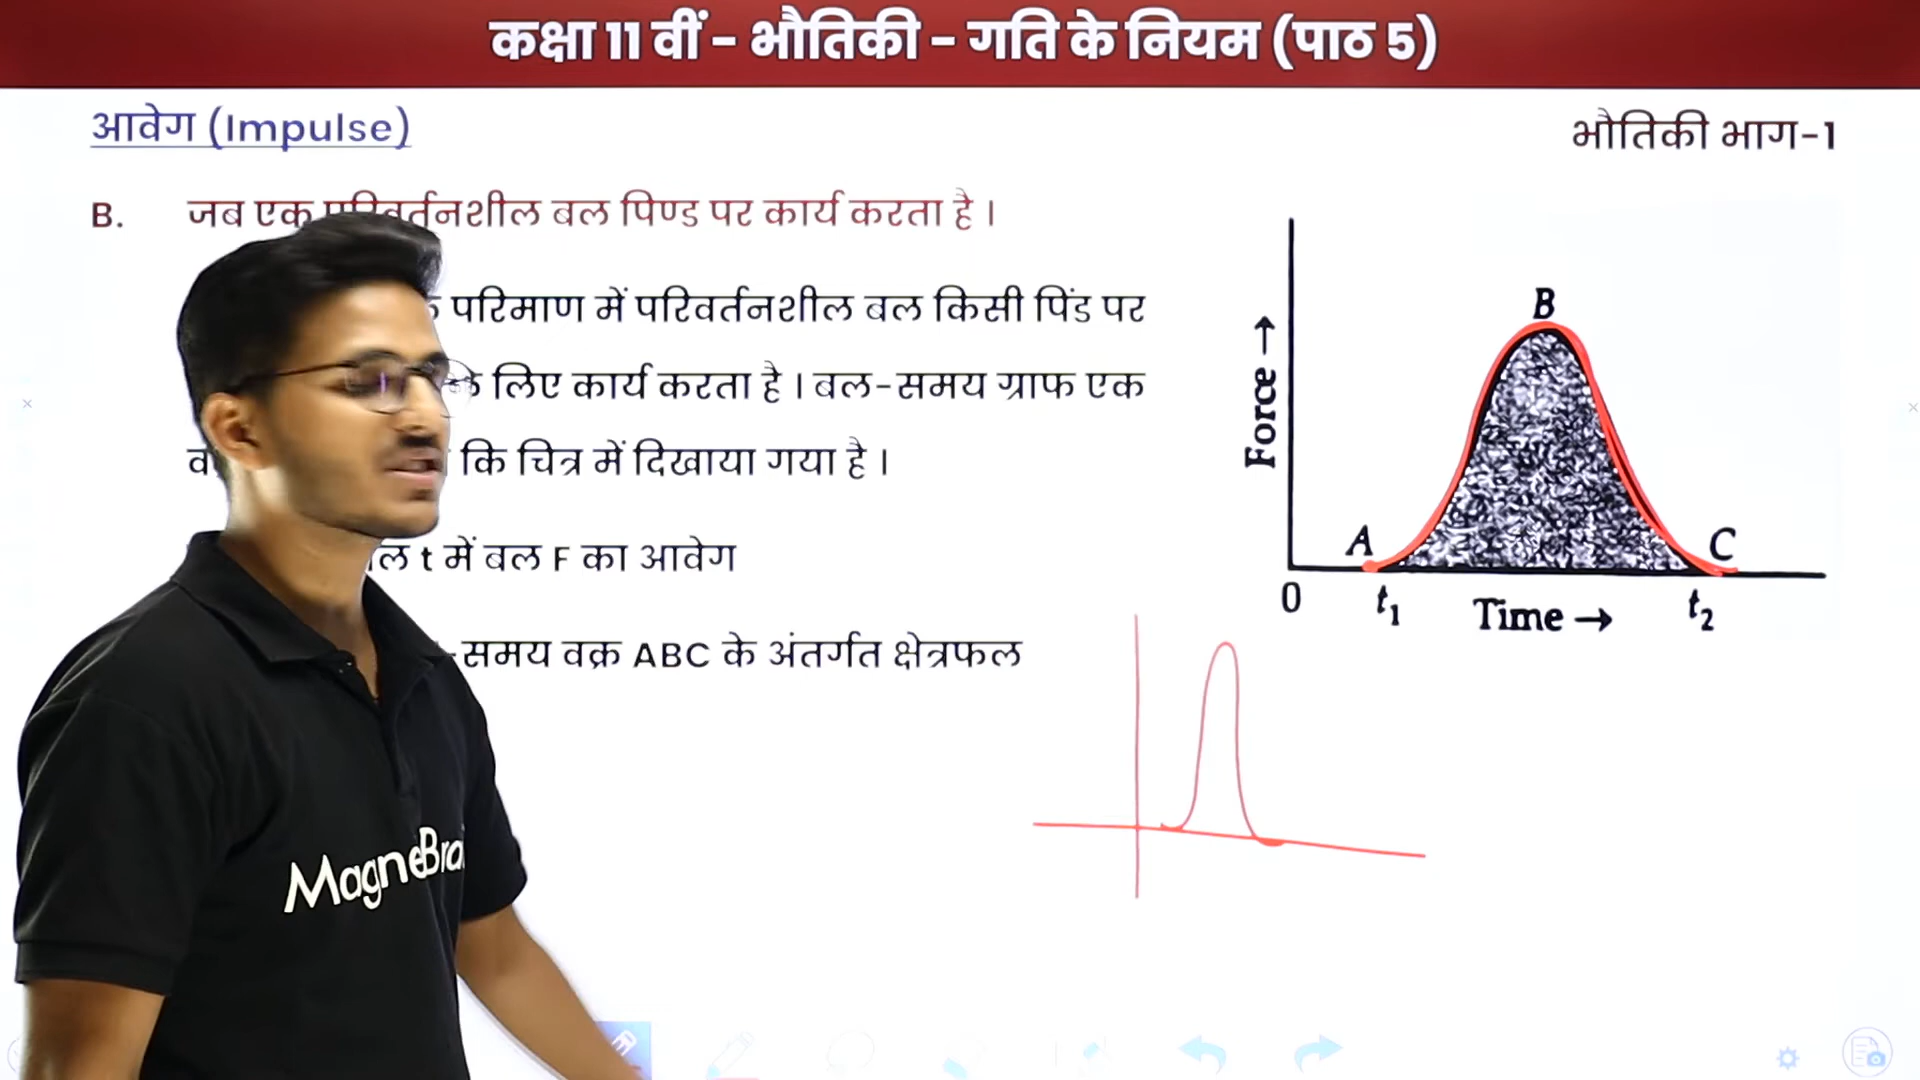 कक्षा 11 वीं - भौतिकी - गति के नियम (पाठ 5)
आवेग (Impulse)
भौतिकी भाग-1
B. जब एक परिवर्तनशील बल पिण्ड पर कार्य करता है ।
परिमाण में परिवर्तनशील बल किसी पिंड पर
लिए कार्य करता है । बल-समय ग्राफ एक
कि चित्र में दिखाया गया है ।
t में बल F का आवेग
-समय वक्र ABC के अंतर्गत क्षेत्रफल
Force →
B
A
C
0
t₁
Time →
t₂